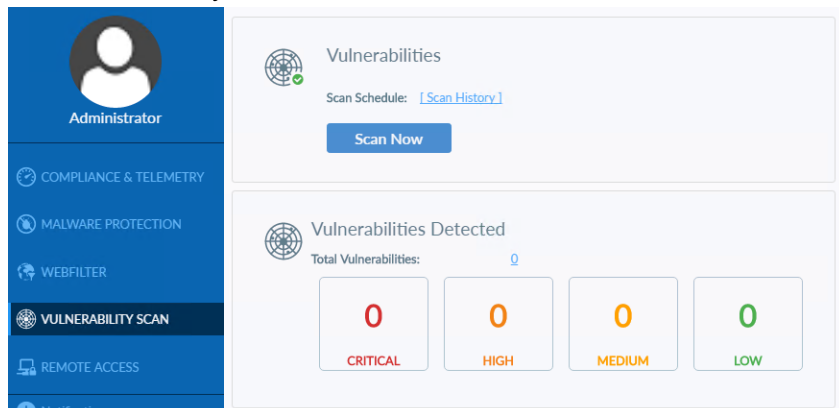 Administrator
COMPLIANCE & TELEMETRY
MALWARE PROTECTION
WEBFILTER
VULNERABILITY SCAN
REMOTE ACCESS
Vulnerabilities
Scan Schedule: [ Scan History ]
Scan Now
Vulnerabilities Detected
Total Vulnerabilities: 0
0 0 0 0
CRITICAL HIGH MEDIUM LOW